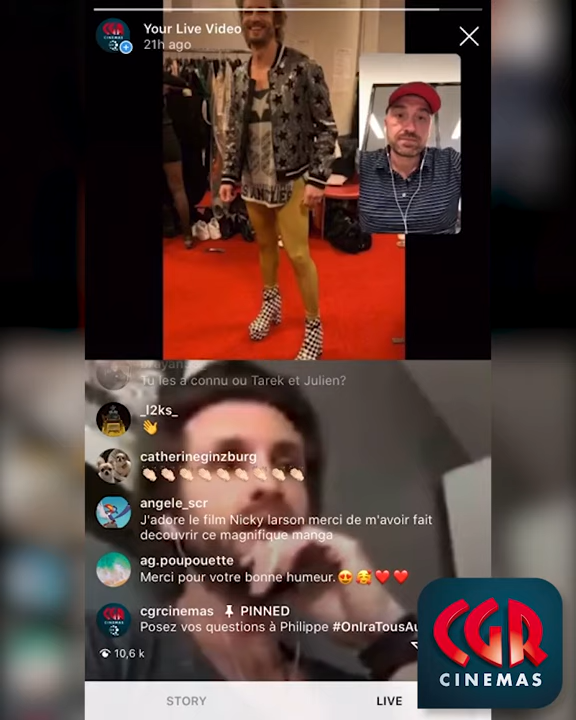 CGR
CINEMAS
Your Live Video
21h ago
Tu les a connu ou Tarek et Julien?
_l2ks_
👋
catherineginzburg
👏🏻👏🏻👏🏻👏🏻👏🏻👏🏻👏🏻👏🏻👏🏻
angele_scr
J'adore le film Nicky larson merci de m'avoir fait
decouvrir ce magnifique manga
ag.poupouette
Merci pour votre bonne humeur.😍🥰❤️❤️
cgrcinemas PINNED
Posez vos questions à Philippe #OnIraTousAu
10,6 k
STORY LIVE
CGR
CINEMAS